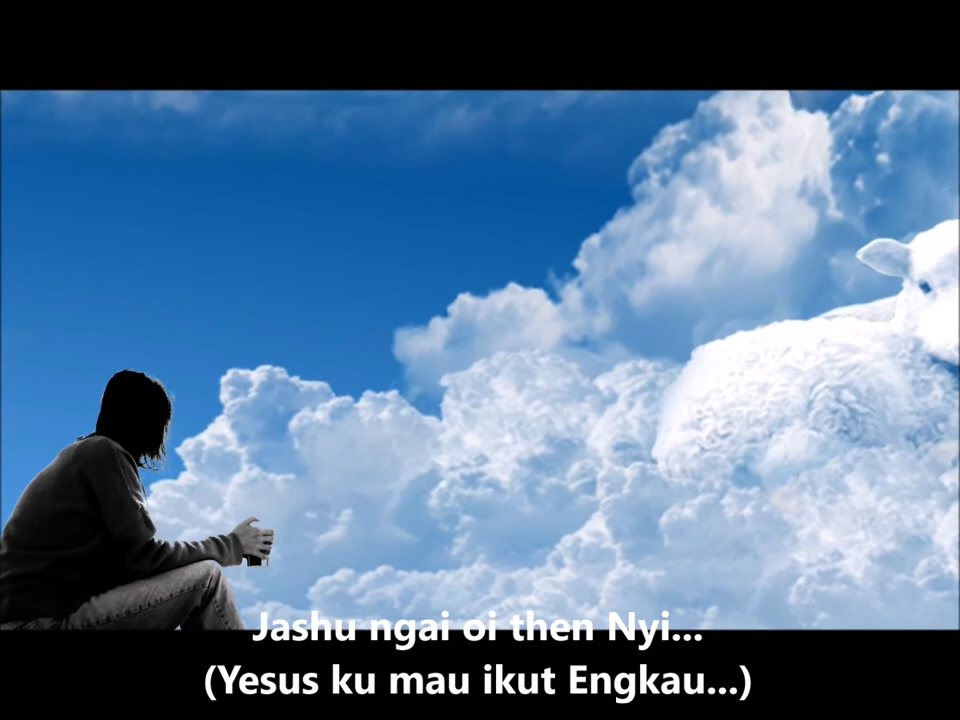 Jashu ngai oi then Nyi...
(Yesus ku mau ikut Engkau...)